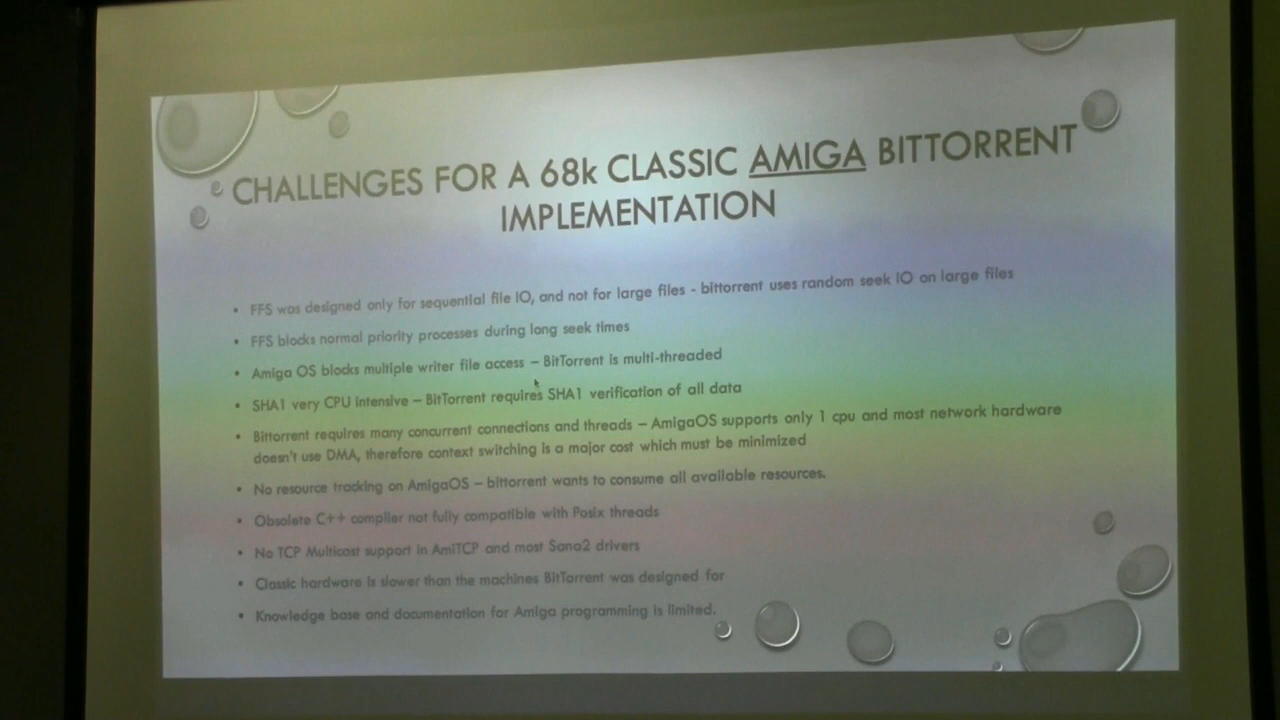 CHALLENGES FOR A 68k CLASSIC AMIGA BITTORRENT
IMPLEMENTATION
• FFS was designed only for sequential file IO, and not for large files - bittorrent uses random seek IO on large files
• FFS blocks normal priority processes during long seek times
• Amiga OS blocks multiple writer file access – BitTorrent is multi-threaded
• SHA1 very CPU intensive – BitTorrent requires SHA1 verification of all data
• Bittorrent requires many concurrent connections and threads – AmigaOS supports only 1 cpu and most network hardware
doesn't use DMA, therefore context switching is a major cost which must be minimized
• No resource tracking on AmigaOS – bittorrent wants to consume all available resources.
• Obsolete C++ compiler not fully compatible with Posix threads
• No TCP Multicast support in AmiTCP and most Sana2 drivers
• Classic hardware is slower than the machines BitTorrent was designed for
• Knowledge base and documentation for Amiga programming is limited.